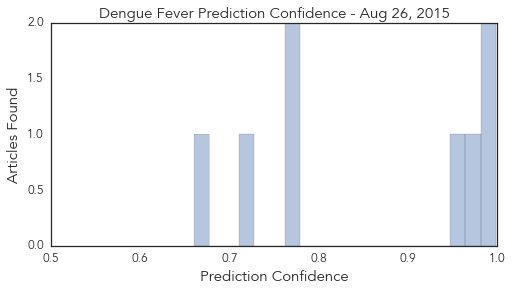 Dengue Fever Prediction Confidence - Aug 26, 2015
2.0
1.5
1.0
0.5
0.0
Articles Found
0.5 0.6 0.7 0.8 0.9 1.0
Prediction Confidence